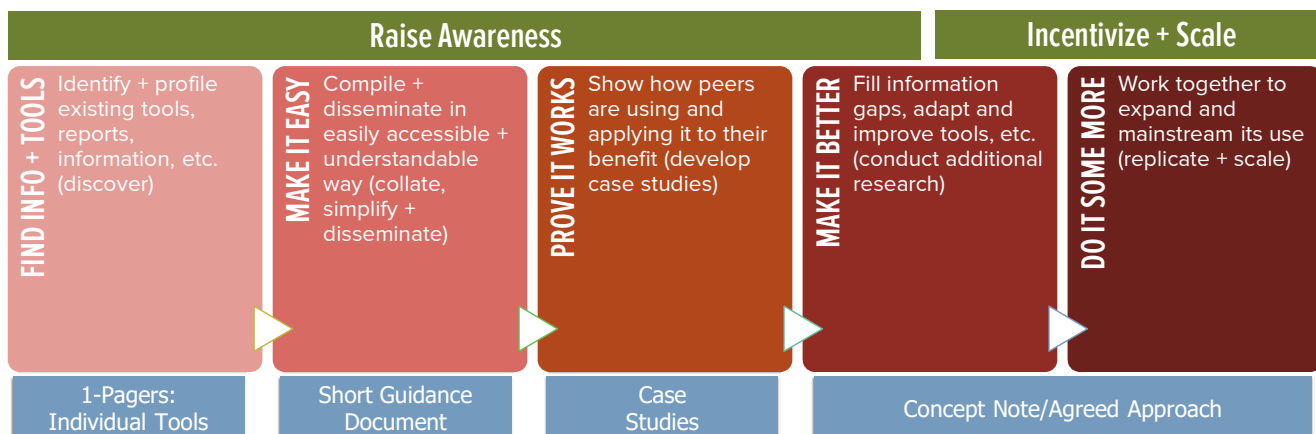 Raise Awareness
Incentivize + Scale
FIND INFO + TOOLS
Identify + profile
existing tools,
reports,
information, etc.
(discover)
MAKE IT EASY
Compile +
disseminate in
easily accessible +
understandable
way (collate,
simplify +
disseminate)
PROVE IT WORKS
Show how peers
are using and
applying it to their
benefit (develop
case studies)
MAKE IT BETTER
Fill information
gaps, adapt and
improve tools, etc.
(conduct additional
research)
DO IT SOME MORE
Work together to
expand and
mainstream its use
(replicate + scale)
1-Pagers:
Individual Tools
Short Guidance
Document
Case
Studies
Concept Note/Agreed Approach